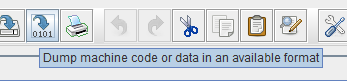 0101
Dump machine code or data in an available format